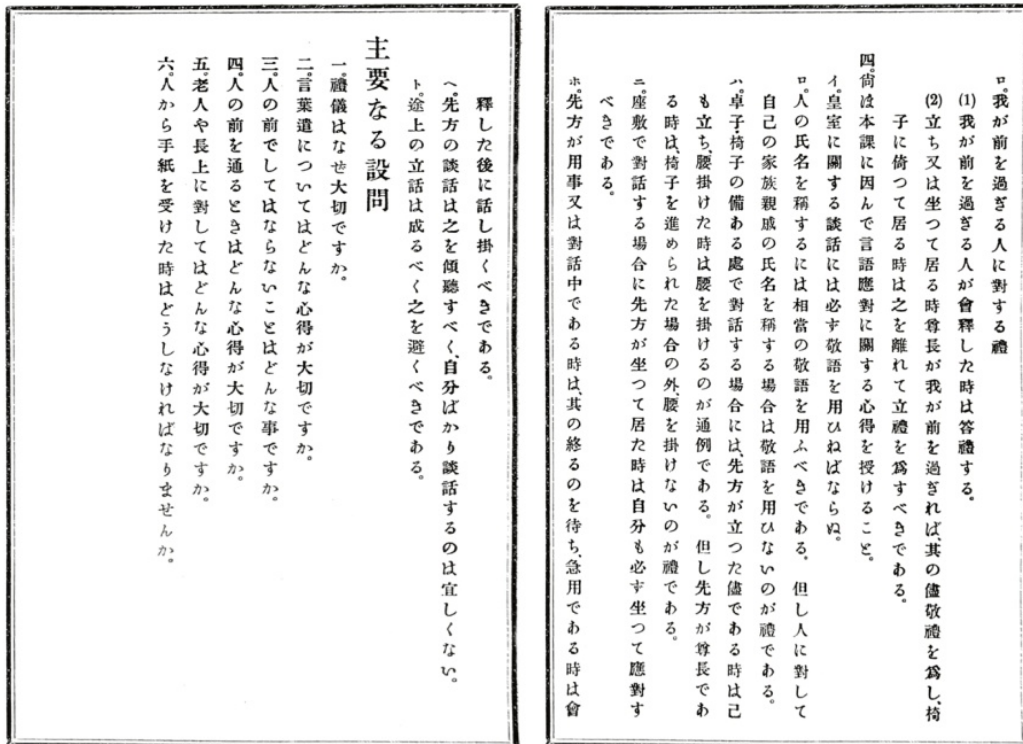 ロ。我が前を過ぎる人に對する禮
(1)我が前を過ぎる人が會釋した時は答禮する。
(2)立ち又は坐つて居る時尊長が我が前を過ぎれば、其の儘敬禮を爲し、椅
子に倚つて居る時は之を離れて立禮を爲すべきである。
四。尙ほ本課に因んで言語應對に關する心得を授けること。
イ。皇室に關する談話には必ず敬語を用ひねばならぬ。
ロ。人の氏名を稱するには相當の敬語を用ふべきである。但し人に對して
自己の家族親戚の氏名を稱する場合は敬語を用ひないのが禮である。
ハ。卓子、椅子の備ある處で對話する場合には、先方が立つた儘である時は己
も立ち、腰掛けた時は腰を掛けるのが通例である。但し先方が尊長であ
る時は、椅子を進められた場合の外、腰を掛けないのが禮である。
ニ。座敷で對話する場合に先方が坐つて居た時は自分も必ず坐つて應對す
べきである。
ホ。先方が用事又は對話中である時は、其の終るのを待ち、急用である時は會
釋した後に話し掛くべきである。
ヘ。先方の談話は之を傾聽すべく、自分ばかり談話するのは宜しくない。
ト。途上の立話は成るべく之を避くべきである。
主要なる設問
一。禮儀はなぜ大切ですか。
二。言葉遣についてはどんな心得が大切ですか。
三。人の前でしてはならないことはどんな事ですか。
四。人の前を通るときはどんな心得が大切ですか。
五。老人や長上に對してはどんな心得が大切ですか。
六。人から手紙を受けた時はどうしなければなりませんか。